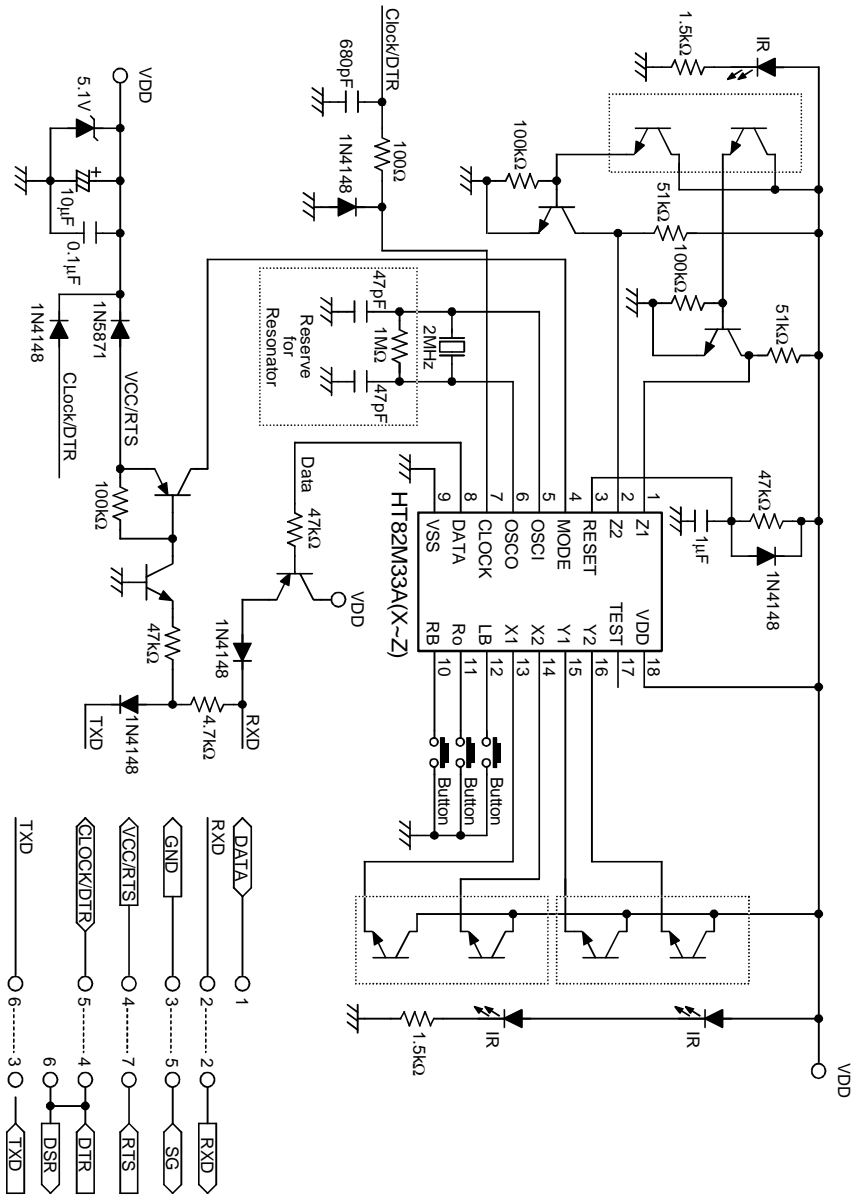 VDD
5.1V
+
10μF
0.1μF
1N4148
1N5871
CLock/DTR
VCC/RTS
Clock/DTR
680pF
100Ω
1N4148
IR
1.5kΩ
100kΩ
51kΩ
100kΩ
51kΩ
47pF
1MΩ
47pF
2MHz
Reserve
for
Resonator
47kΩ
1μF
1N4148
Data
47kΩ
VDD
1N4148
100kΩ
47kΩ
4.7kΩ
1N4148
TXD
RXD
HT82M33A(X~Z)
1 Z1
2 Z2
3 RESET
4 MODE
5 OSCI
6 OSCO
7 CLOCK
8 DATA
9 VSS
VDD 18
TEST 17
Y2 16
Y1 15
X2 14
X1 13
LB 12
Ro 11
RB 10
Button
Button
Button
IR
IR
1.5kΩ
VDD
DATA 1
RXD 2 2 RXD
GND 3 5 SG
VCC/RTS 4 7 RTS
CLOCK/DTR 5 4 DTR
6 DSR
TXD 6 3 TXD